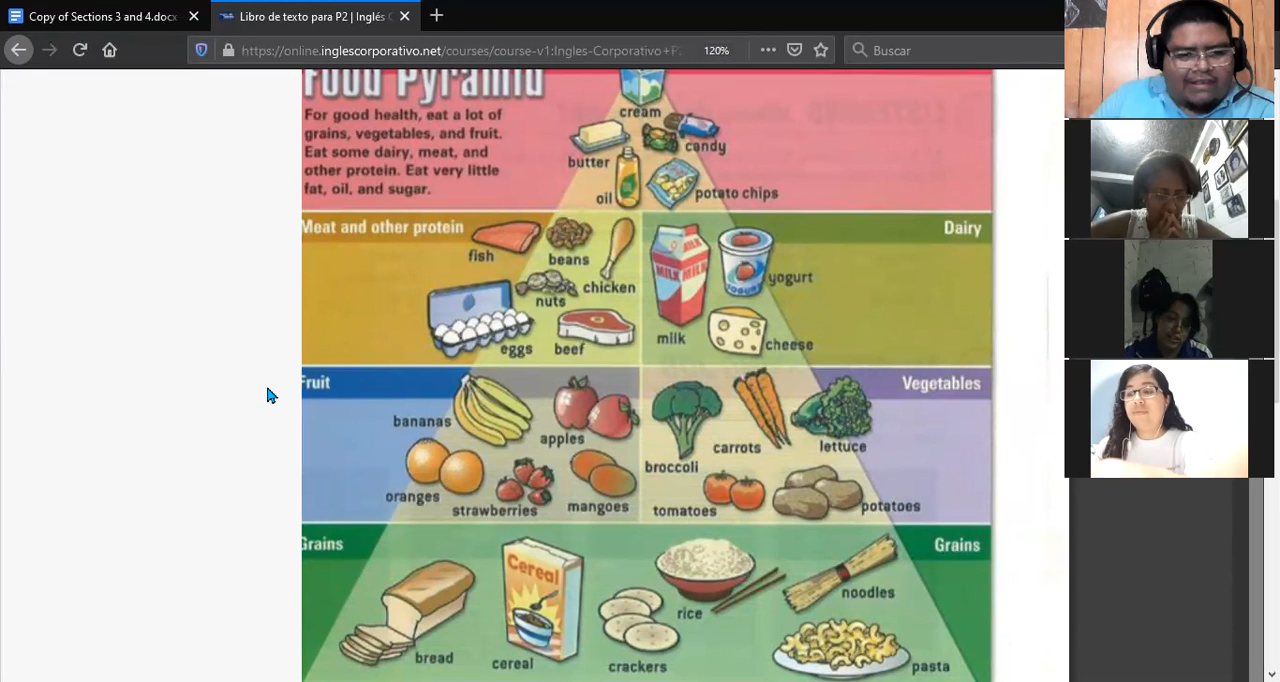 Copy of Sections 3 and 4.docx
Libro de texto para P2 | Inglés C
https://online.inglescorporativo.net/courses/course-v1:Ingles-Corporativo+P
120%
Buscar
Food Pyramid
For good health, eat a lot of
grains, vegetables, and fruit.
Eat some dairy, meat, and
other protein. Eat very little
fat, oil, and sugar.
cream
butter
candy
oil
potato chips
Meat and other protein
Dairy
fish
beans
chicken
nuts
eggs
beef
MILK MILK
milk
YOGURT
yogurt
cheese
Fruit
Vegetables
bananas
apples
oranges
strawberries
mangoes
broccoli
carrots
lettuce
tomatoes
potatoes
Grains
Grains
bread
Cereal
cereal
crackers
rice
noodles
pasta